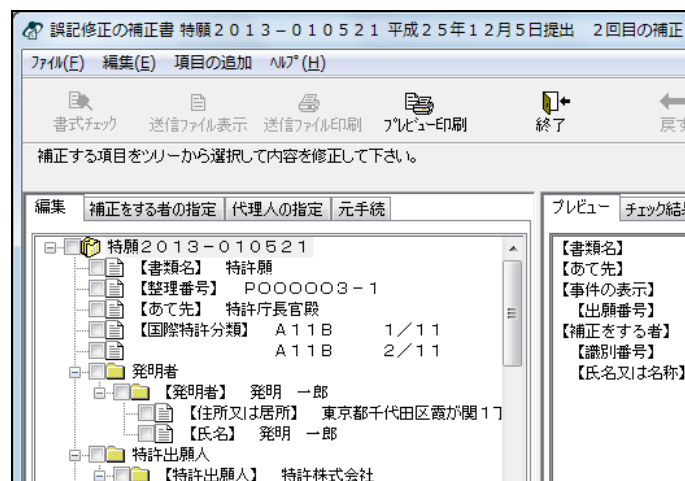 誤記修正の補正書 特願２０１３－０１０５２１ 平成２５年１２月５日提出　２回目の補正
ﾌｧｲﾙ(F)　編集(E)　項目の追加　ﾍﾙﾌﾟ(H)
書式ﾁｪｯｸ　送信ﾌｧｲﾙ表示　送信ﾌｧｲﾙ印刷　ﾌﾟﾚﾋﾞｭｰ印刷　終了　戻す
補正する項目をﾂﾘｰから選択して内容を修正して下さい。
編集　補正をする者の指定　代理人の指定　元手続
特願２０１３－０１０５２１
【書類名】　特許願
【整理番号】　Ｐ０００００３－１
【あて先】　特許庁長官殿
【国際特許分類】　Ａ１１Ｂ　１／１１
Ａ１１Ｂ　２／１１
発明者
【発明者】　発明　一郎
【住所又は居所】　東京都千代田区霞が関１丁
【氏名】　発明　一郎
特許出願人
【特許出願人】　特許株式会社
プレビュー　ﾁｪｯｸ結果
【書類名】
【あて先】
【事件の表示】
【出願番号】
【補正をする者】
【識別番号】
【氏名又は名称】